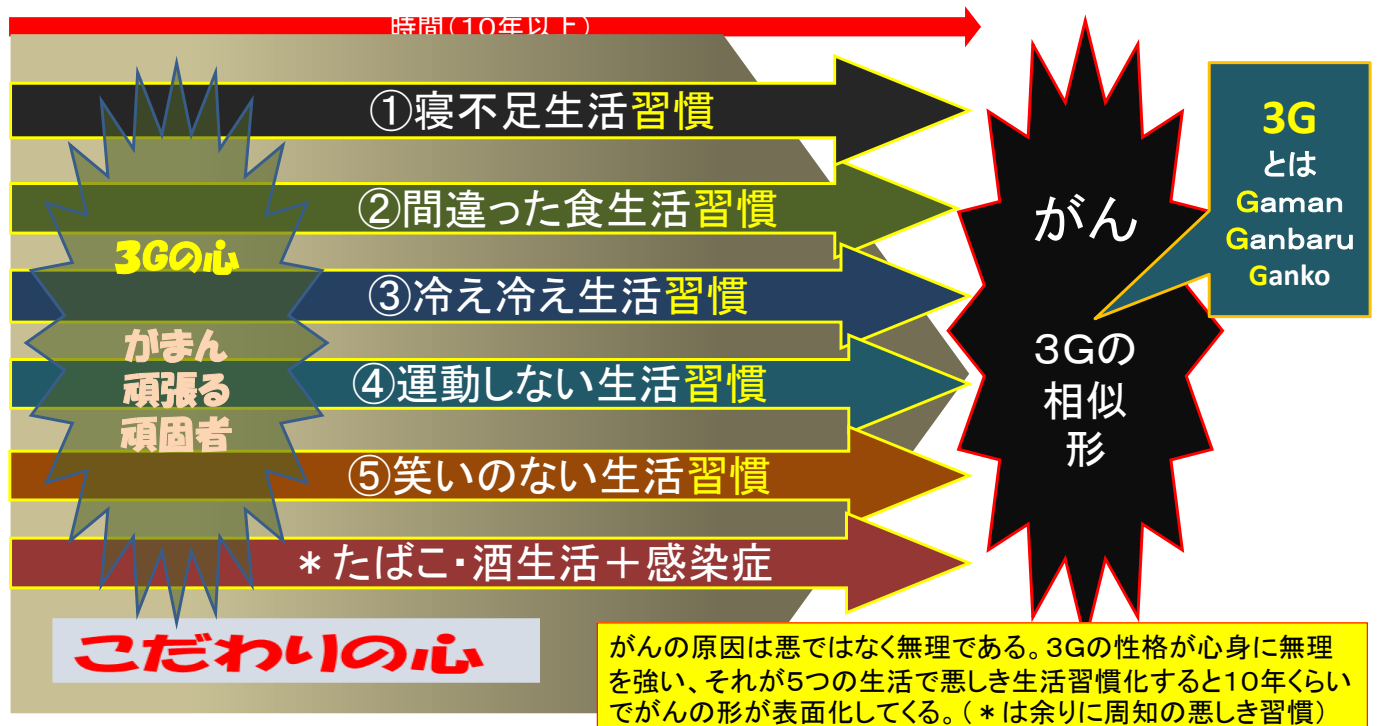 時間(10年以上)
①寝不足生活習慣
②間違った食生活習慣
③冷え冷え生活習慣
④運動しない生活習慣
⑤笑いのない生活習慣
*たばこ・酒生活+感染症
3Gの心
がまん
頑張る
頑固者
こだわりの心
がん
3Gの
相似
形
3G
とは
Gaman
Ganbaru
Ganko
がんの原因は悪ではなく無理である。3Gの性格が心身に無理
を強い、それが5つの生活で悪しき生活習慣化すると10年くらい
でがんの形が表面化してくる。(*は余りに周知の悪しき習慣)